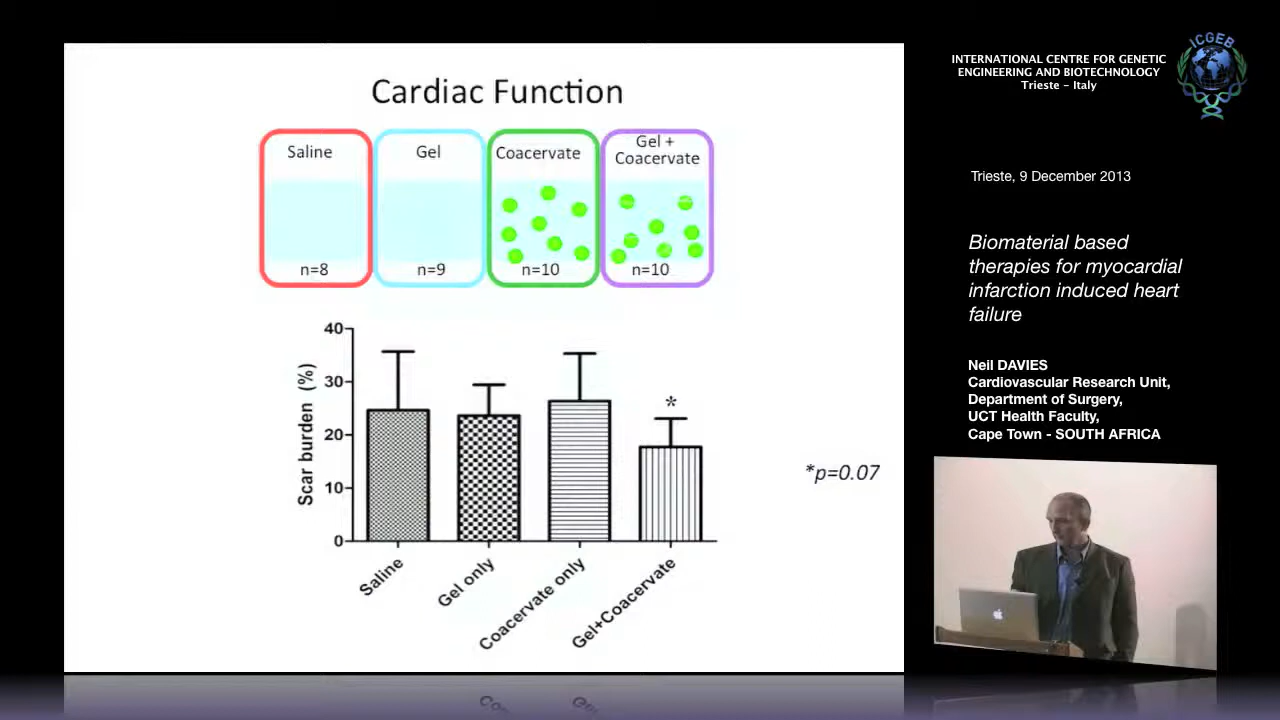 Cardiac Function
Saline
Gel
Coacervate
Gel +
Coacervate
n=8
n=9
n=10
n=10
40
30
20
10
0
Scar burden (%)
*
*p=0.07
Saline
Gel only
Coacervate only
Gel+Coacervate
ICGEB
INTERNATIONAL CENTRE FOR GENETIC
ENGINEERING AND BIOTECHNOLOGY
Trieste - Italy
Trieste, 9 December 2013
Biomaterial based
therapies for myocardial
infarction induced heart
failure
Neil DAVIES
Cardiovascular Research Unit,
Department of Surgery,
UCT Health Faculty,
Cape Town - SOUTH AFRICA